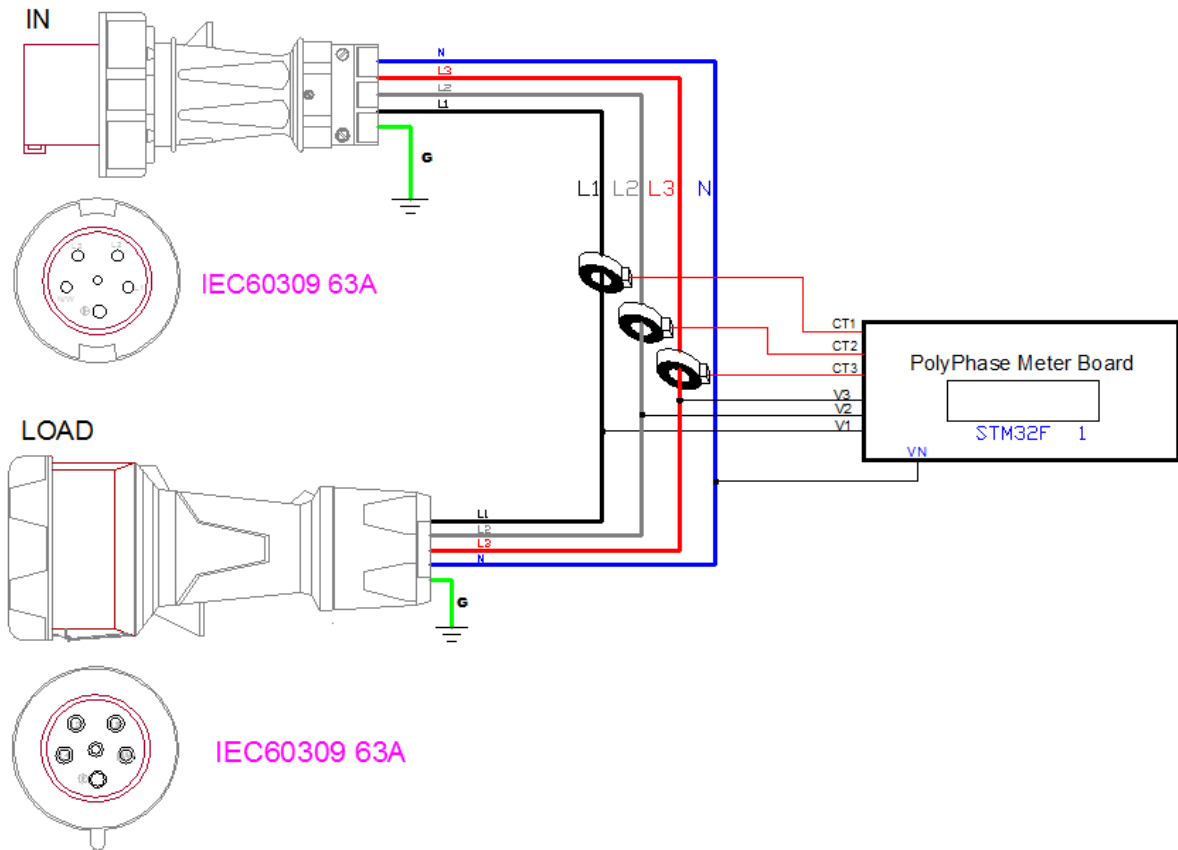 IN
N
L3
L2
L1
G
L1 L2 L3 N
L2
N/W
IEC60309 63A
CT1
CT2
CT3
V3
V2
V1
PolyPhase Meter Board
STM32F 1
VN
LOAD
L1
L2
L3
N
G
IEC60309 63A